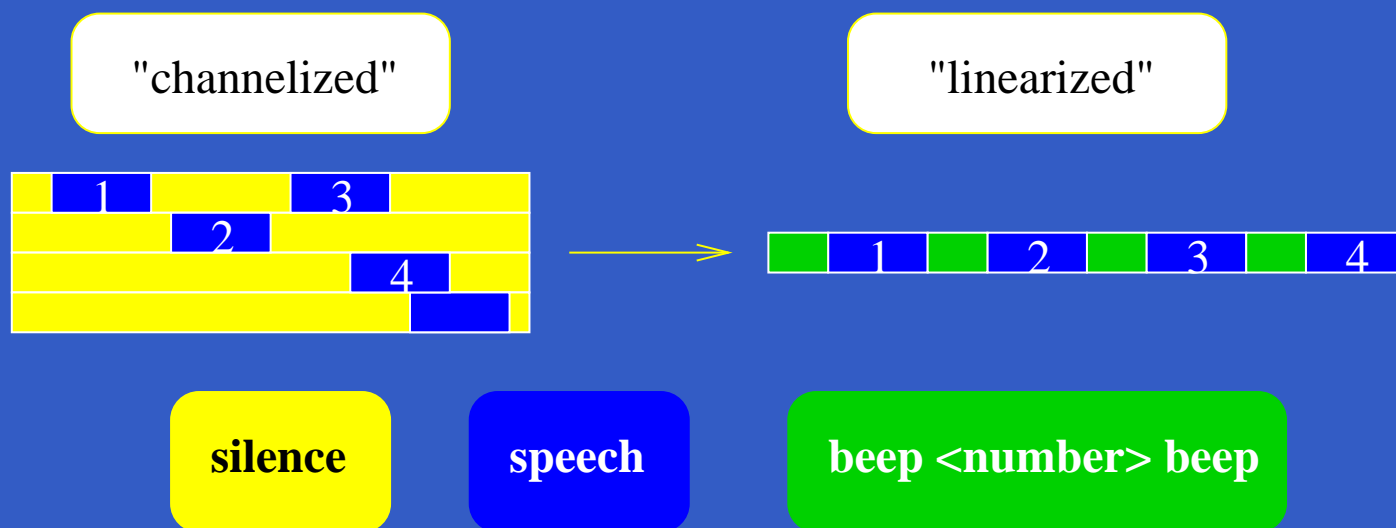 "channelized"
"linearized"
1 3
2
4
1 2 3 4
silence
speech
beep <number> beep